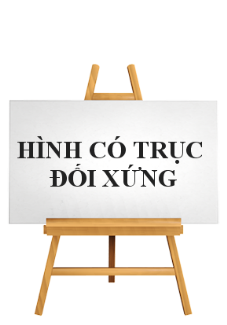 HÌNH CÓ TRỤC
ĐỐI XỨNG